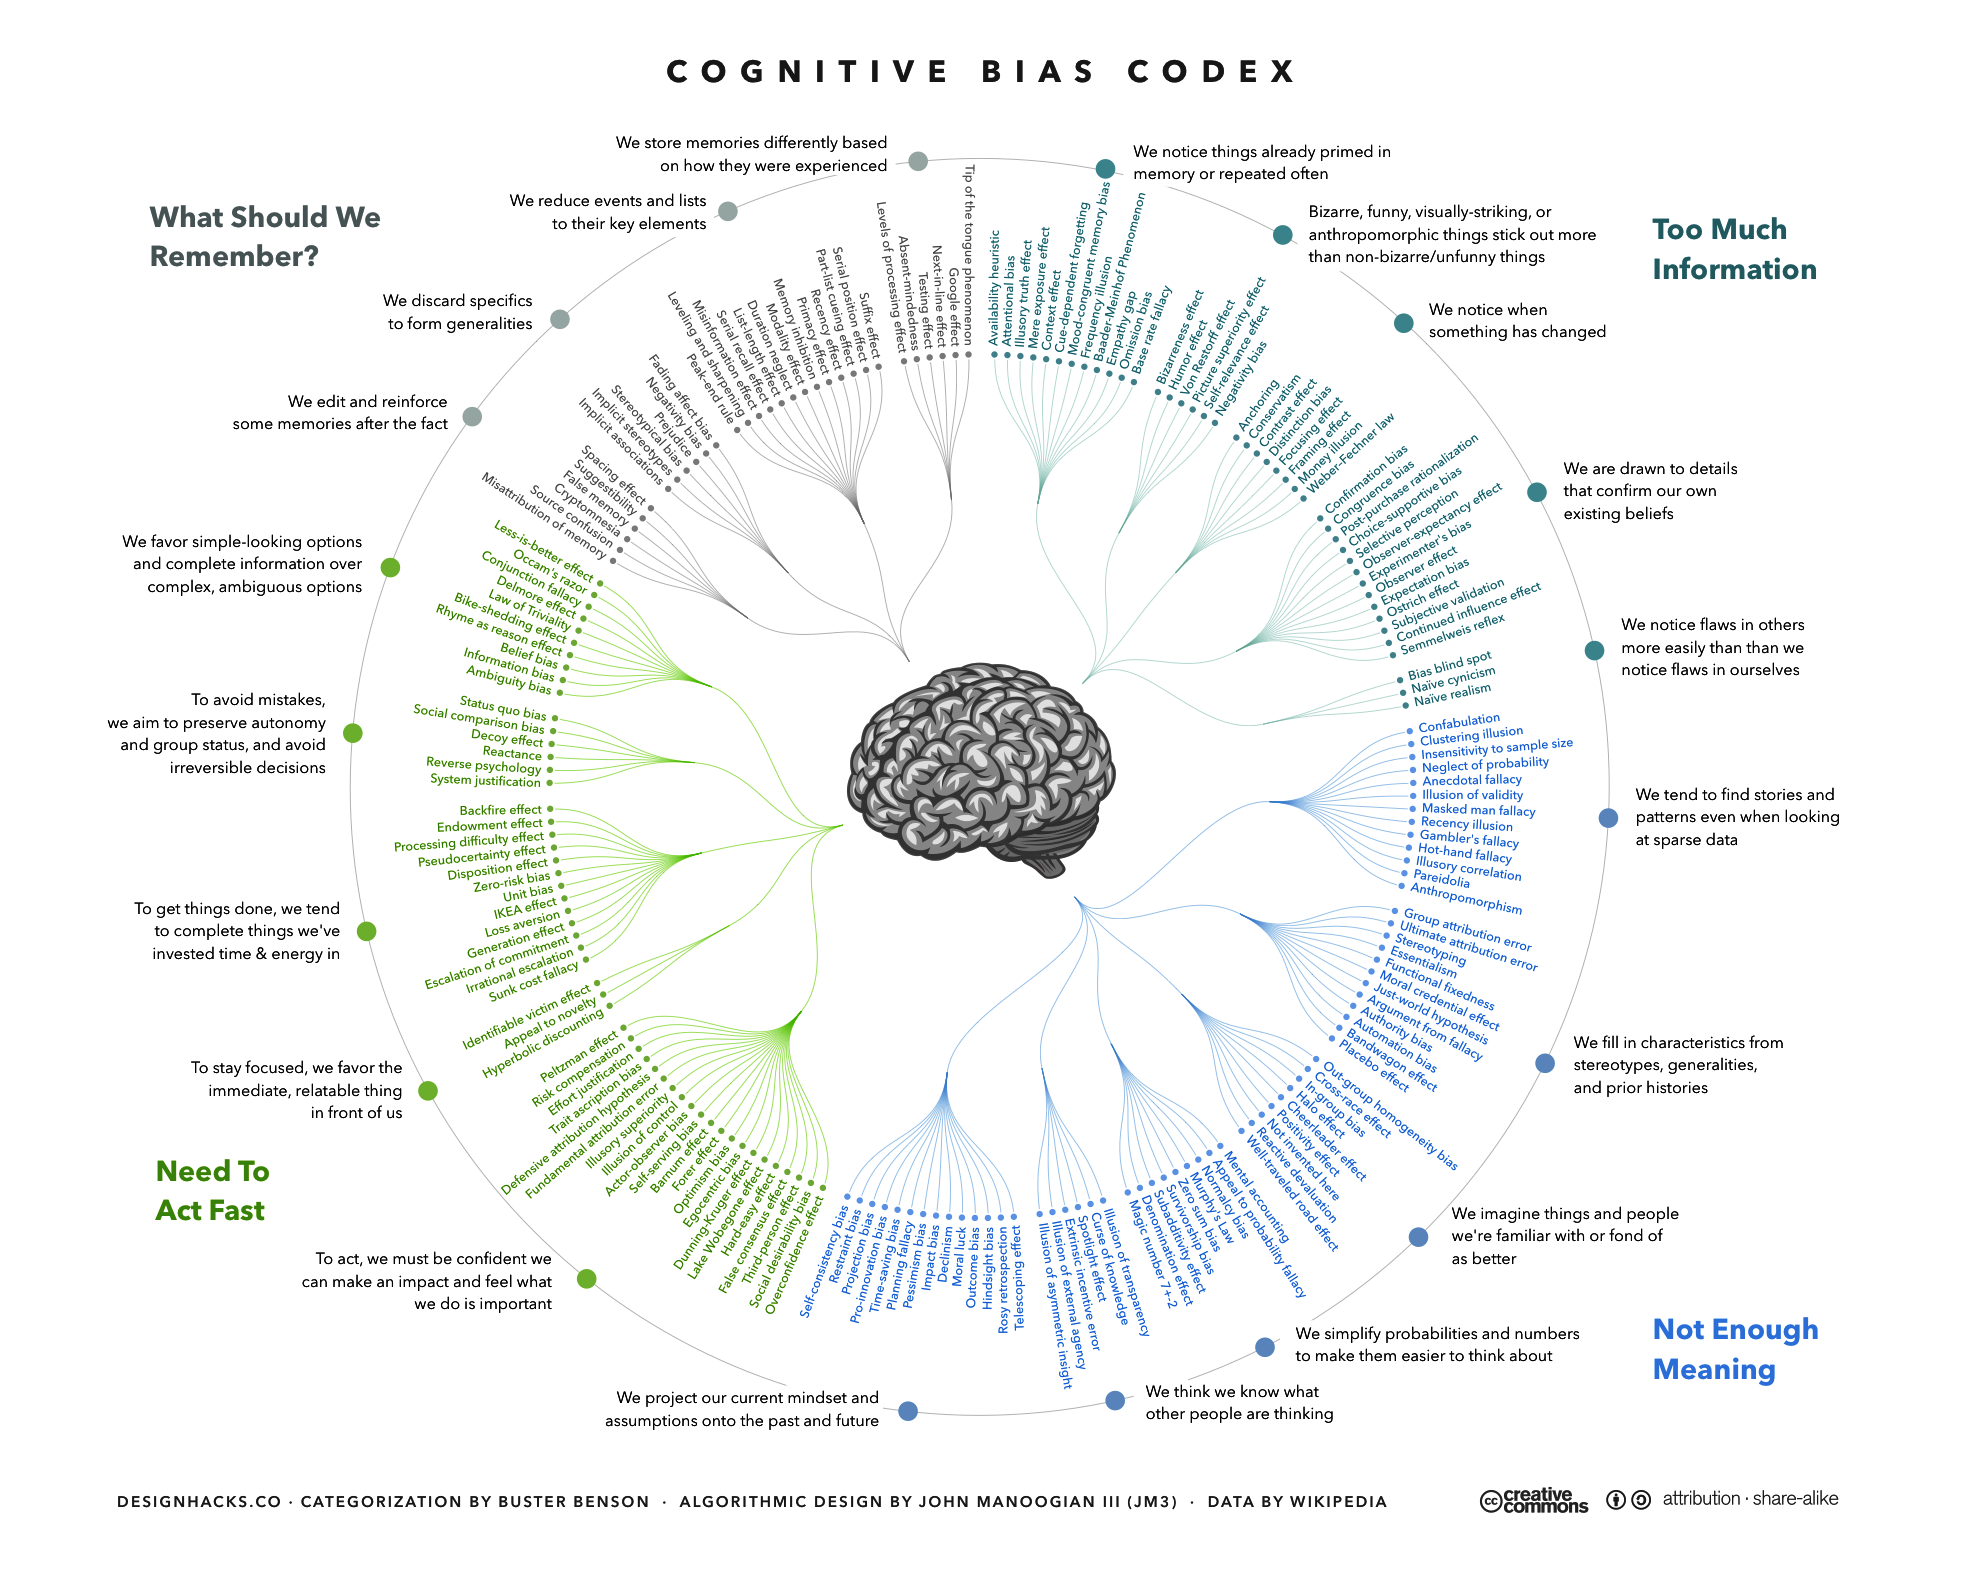 COGNITIVE BIAS CODEX
We store memories differently based
on how they were experienced
We reduce events and lists
to their key elements
What Should We
Remember?
We discard specifics
to form generalities
We edit and reinforce
some memories after the fact
We favor simple-looking options
and complete information over
complex, ambiguous options
To avoid mistakes,
we aim to preserve autonomy
and group status, and avoid
irreversible decisions
To get things done, we tend
to complete things we've
invested time & energy in
To stay focused, we favor the
immediate, relatable thing
in front of us
Need To
Act Fast
To act, we must be confident we
can make an impact and feel what
we do is important
We project our current mindset and
assumptions onto the past and future
We notice things already primed in
memory or repeated often
Bizarre, funny, visually-striking, or
anthropomorphic things stick out more
than non-bizarre/unfunny things
Too Much
Information
We notice when
something has changed
We are drawn to details
that confirm our own
existing beliefs
We notice flaws in others
more easily than than we
notice flaws in ourselves
We tend to find stories and
patterns even when looking
at sparse data
We fill in characteristics from
stereotypes, generalities,
and prior histories
We imagine things and people
we're familiar with or fond of
as better
Not Enough
Meaning
We simplify probabilities and numbers
to make them easier to think about
We think we know what
other people are thinking
Availability heuristic
Attentional bias
Illusory truth effect
Mere exposure effect
Context effect
Cue-dependent forgetting
Mood-congruent memory bias
Frequency illusion
Baader-Meinhof Phenomenon
Empathy gap
Omission bias
Base rate fallacy
Bizarreness effect
Humor effect
Von Restorff effect
Picture superiority effect
Self-relevance effect
Negativity bias
Anchoring
Conservatism
Contrast effect
Distinction bias
Focusing effect
Framing effect
Money illusion
Weber-Fechner law
Confirmation bias
Congruence bias
Post-purchase rationalization
Choice-supportive bias
Selective perception
Observer-expectancy effect
Experimenter's bias
Observer effect
Expectation bias
Ostrich effect
Subjective validation
Continued influence effect
Semmelweis reflex
Bias blind spot
Naïve cynicism
Naïve realism
Confabulation
Clustering illusion
Insensitivity to sample size
Neglect of probability
Anecdotal fallacy
Illusion of validity
Masked man fallacy
Recency illusion
Gambler's fallacy
Hot-hand fallacy
Illusory correlation
Pareidolia
Anthropomorphism
Group attribution error
Ultimate attribution error
Stereotyping
Essentialism
Functional fixedness
Moral credential effect
Just-world hypothesis
Argument from fallacy
Authority bias
Automation bias
Bandwagon effect
Placebo effect
Out-group homogeneity bias
Cross-race effect
In-group bias
Halo effect
Cheerleader effect
Positivity effect
Not invented here
Reactive devaluation
Well-traveled road effect
Mental accounting
Appeal to probability fallacy
Normalcy bias
Murphy's Law
Zero sum bias
Survivorship bias
Subadditivity effect
Denomination effect
Magic number 7+-2
Illusion of transparency
Curse of knowledge
Spotlight effect
Extrinsic incentive error
Illusion of external agency
Illusion of asymmetric insight
Telescoping effect
Rosy retrospection
Hindsight bias
Outcome bias
Moral luck
Declinism
Impact bias
Pessimism bias
Planning fallacy
Time-saving bias
Pro-innovation bias
Projection bias
Restraint bias
Self-consistency bias
Overconfidence effect
Social desirability bias
Third-person effect
False consensus effect
Hard-easy effect
Lake Wobegone effect
Dunning-Kruger effect
Egocentric bias
Optimism bias
Forer effect
Barnum effect
Self-serving bias
Actor-observer bias
Illusion of control
Illusory superiority
Fundamental attribution error
Defensive attribution hypothesis
Trait ascription bias
Effort justification
Risk compensation
Peltzman effect
Hyperbolic discounting
Appeal to novelty
Identifiable victim effect
Sunk cost fallacy
Irrational escalation
Escalation of commitment
Generation effect
Loss aversion
IKEA effect
Unit bias
Zero-risk bias
Disposition effect
Pseudocertainty effect
Processing difficulty effect
Endowment effect
Backfire effect
System justification
Reverse psychology
Reactance
Decoy effect
Social comparison bias
Status quo bias
Ambiguity bias
Information bias
Belief bias
Rhyme as reason effect
Bike-shedding effect
Law of Triviality
Delmore effect
Conjunction fallacy
Occam's razor
Less-is-better effect
Misattribution of memory
Source confusion
Cryptomnesia
False memory
Suggestibility
Spacing effect
Implicit associations
Implicit stereotypes
Stereotypical bias
Prejudice
Negativity bias
Fading affect bias
Peak-end rule
Leveling and sharpening
Misinformation effect
Serial recall effect
List-length effect
Duration neglect
Modality effect
Memory inhibition
Primacy effect
Recency effect
Part-list cueing effect
Serial position effect
Suffix effect
Levels of processing effect
Absent-mindedness
Testing effect
Next-in-line effect
Google effect
Tip of the tongue phenomenon
DESIGNHACKS.CO · CATEGORIZATION BY BUSTER BENSON · ALGORITHMIC DESIGN BY JOHN MANOOGIAN III (JM3) · DATA BY WIKIPEDIA
cc creative commons attribution · share-alike